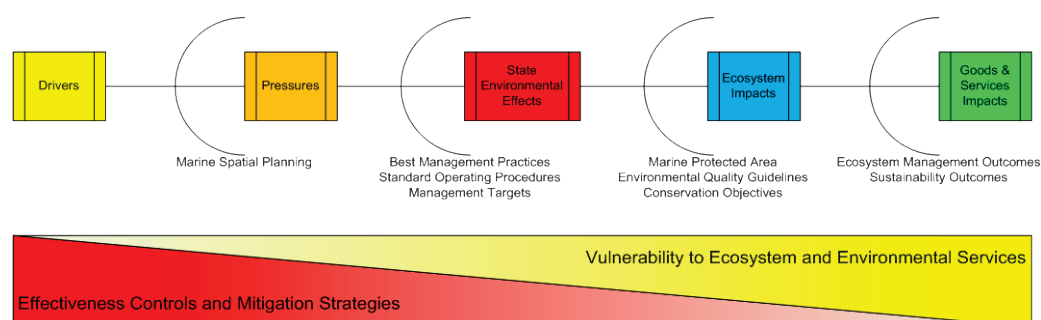 Drivers
Pressures
State
Environmental
Effects
Ecosystem
Impacts
Goods &
Services
Impacts
Marine Spatial Planning
Best Management Practices
Standard Operating Procedures
Management Targets
Marine Protected Area
Environmental Quality Guidelines
Conservation Objectives
Ecosystem Management Outcomes
Sustainability Outcomes
Vulnerability to Ecosystem and Environmental Services
Effectiveness Controls and Mitigation Strategies